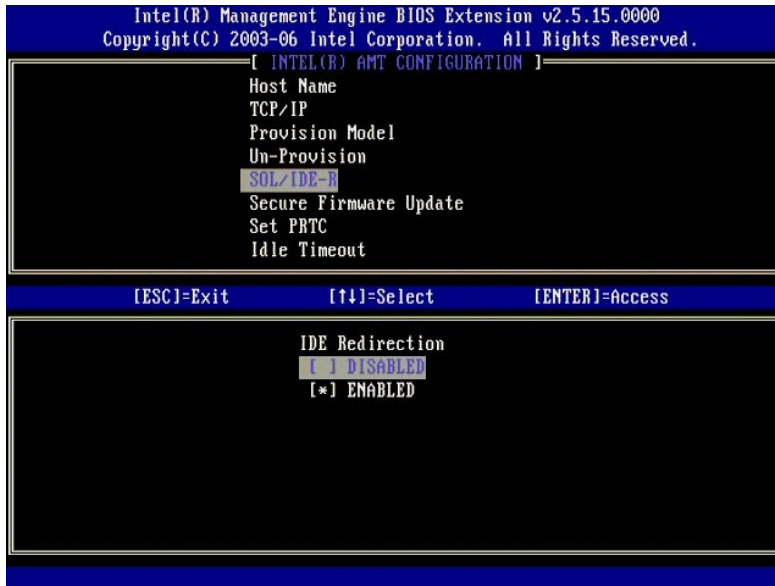 Intel(R) Management Engine BIOS Extension v2.5.15.0000
Copyright(C) 2003-06 Intel Corporation. All Rights Reserved.
[ INTEL(R) AMT CONFIGURATION ]
Host Name
TCP/IP
Provision Model
Un-Provision
SOL/IDE-R
Secure Firmware Update
Set PRTC
Idle Timeout
[ESC]=Exit [↑↓]=Select [ENTER]=Access
IDE Redirection
[ ] DISABLED
[*] ENABLED